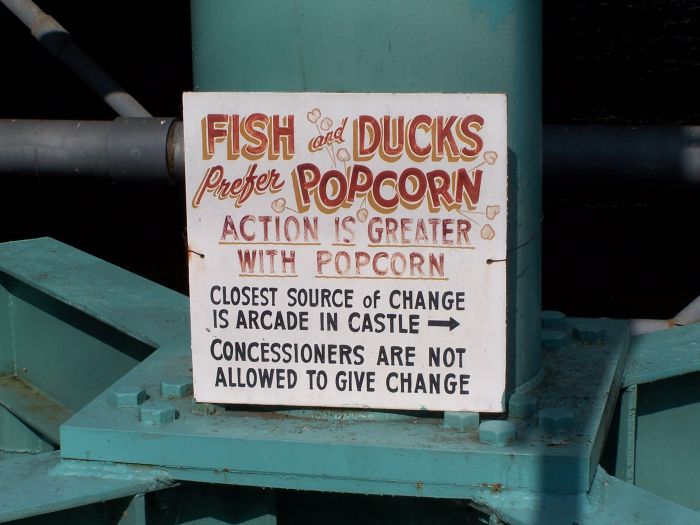 FISH and DUCKS
Prefer POPCORN
ACTION IS GREATER
WITH POPCORN
CLOSEST SOURCE of CHANGE
IS ARCADE IN CASTLE →
CONCESSIONERS ARE NOT
ALLOWED TO GIVE CHANGE